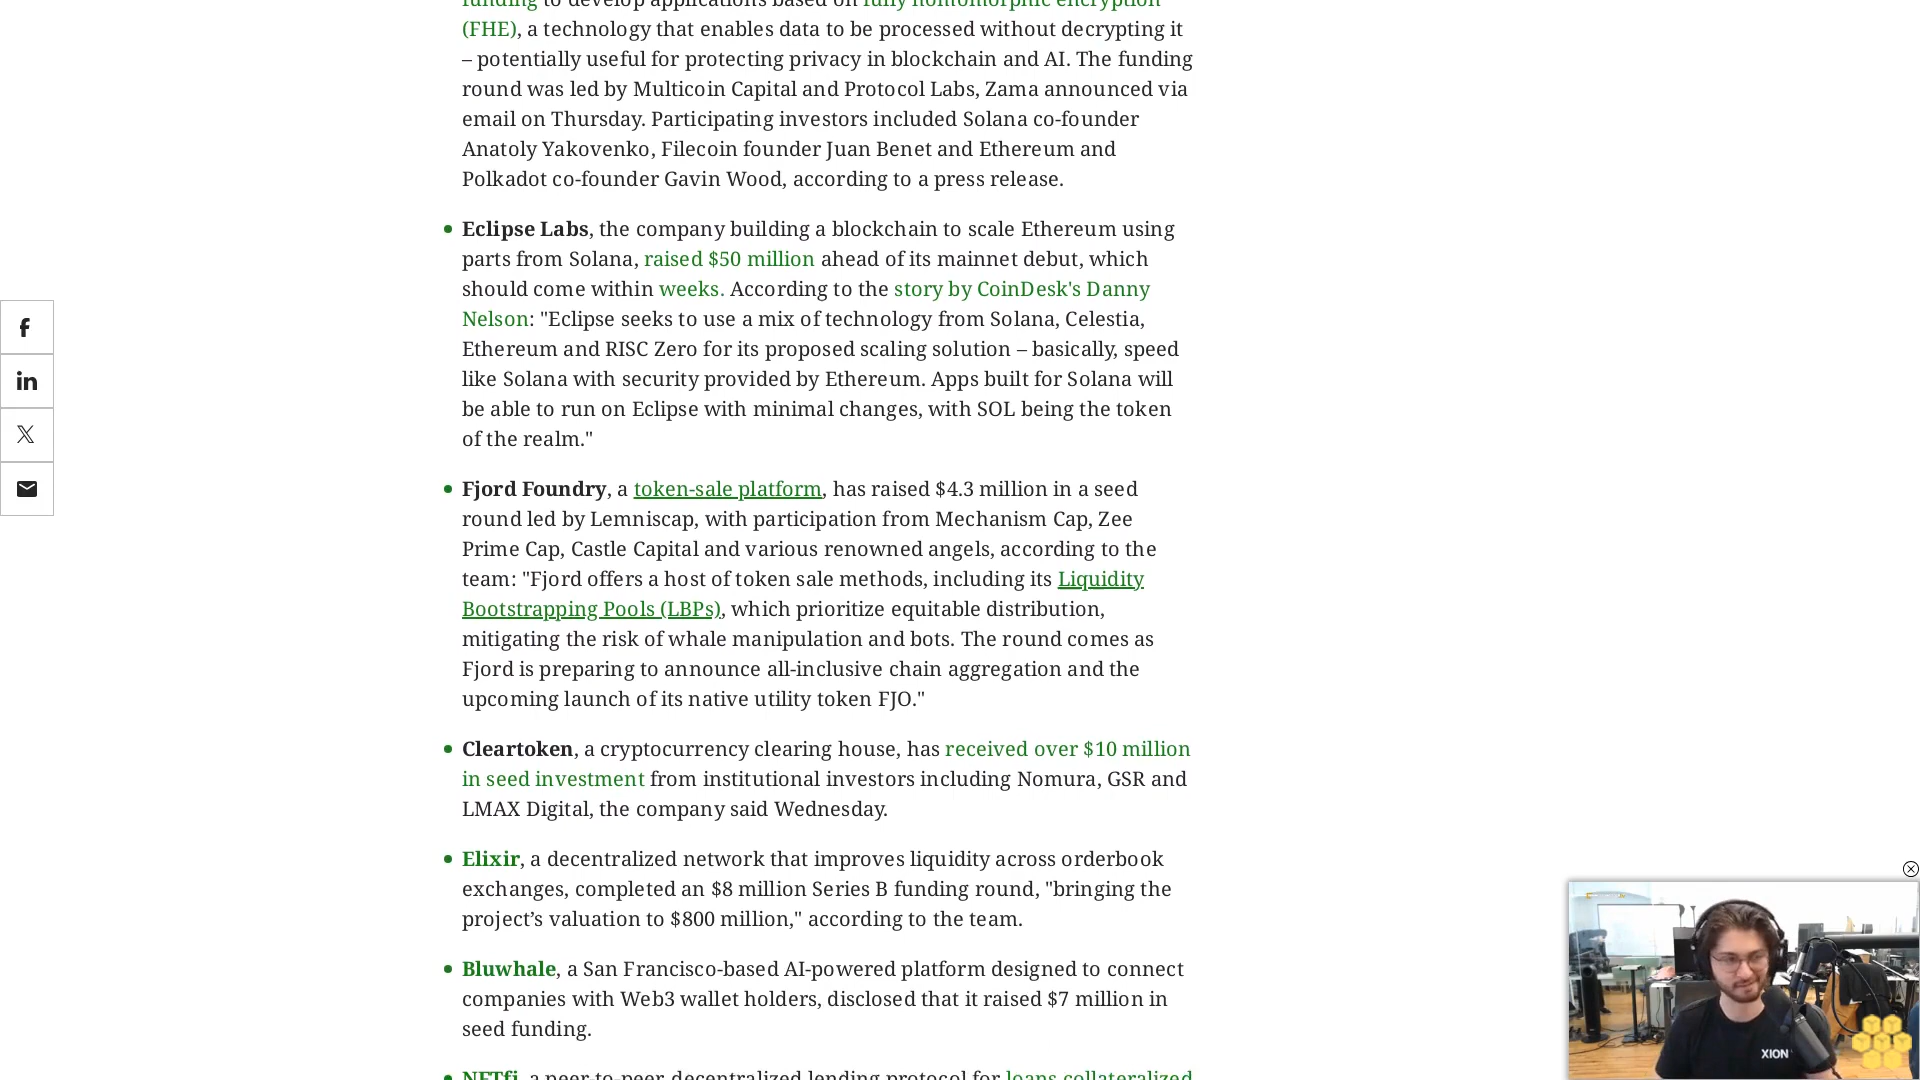 funding to develop applications based on fully homomorphic encryption
(FHE), a technology that enables data to be processed without decrypting it
– potentially useful for protecting privacy in blockchain and AI. The funding
round was led by Multicoin Capital and Protocol Labs, Zama announced via
email on Thursday. Participating investors included Solana co-founder
Anatoly Yakovenko, Filecoin founder Juan Benet and Ethereum and
Polkadot co-founder Gavin Wood, according to a press release.
Eclipse Labs, the company building a blockchain to scale Ethereum using
parts from Solana, raised $50 million ahead of its mainnet debut, which
should come within weeks. According to the story by CoinDesk's Danny
Nelson: "Eclipse seeks to use a mix of technology from Solana, Celestia,
Ethereum and RISC Zero for its proposed scaling solution – basically, speed
like Solana with security provided by Ethereum. Apps built for Solana will
be able to run on Eclipse with minimal changes, with SOL being the token
of the realm."
Fjord Foundry, a token-sale platform, has raised $4.3 million in a seed
round led by Lemniscap, with participation from Mechanism Cap, Zee
Prime Cap, Castle Capital and various renowned angels, according to the
team: "Fjord offers a host of token sale methods, including its Liquidity
Bootstrapping Pools (LBPs), which prioritize equitable distribution,
mitigating the risk of whale manipulation and bots. The round comes as
Fjord is preparing to announce all-inclusive chain aggregation and the
upcoming launch of its native utility token FJO."
Cleartoken, a cryptocurrency clearing house, has received over $10 million
in seed investment from institutional investors including Nomura, GSR and
LMAX Digital, the company said Wednesday.
Elixir, a decentralized network that improves liquidity across orderbook
exchanges, completed an $8 million Series B funding round, "bringing the
project’s valuation to $800 million," according to the team.
Bluwhale, a San Francisco-based AI-powered platform designed to connect
companies with Web3 wallet holders, disclosed that it raised $7 million in
seed funding.
NFTfi, a peer-to-peer decentralized lending protocol for loans collateralized
XION